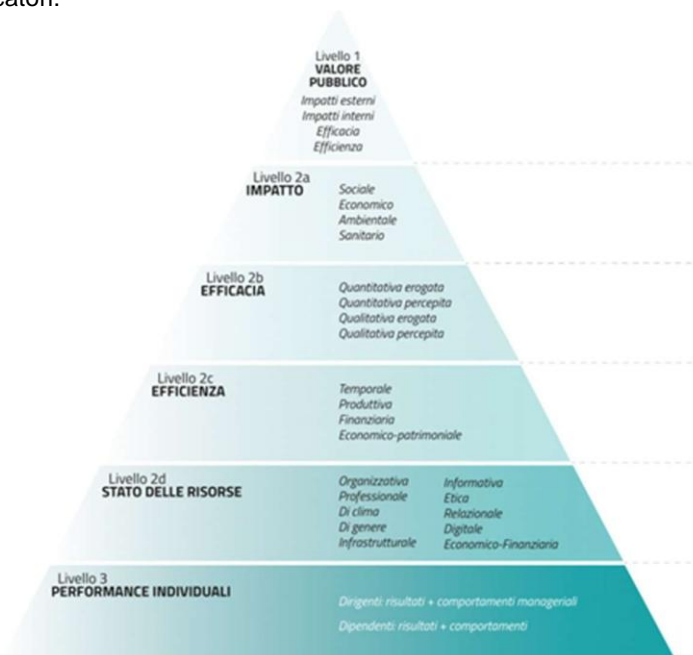 Livello 1
VALORE
PUBBLICO
Impatti esterni
Impatti interni
Efficacia
Efficienza
Livello 2a
IMPATTO
Sociale
Economico
Ambientale
Sanitario
Livello 2b
EFFICACIA
Quantitativa erogata
Quantitativa percepita
Qualitativa erogata
Qualitativa percepita
Livello 2c
EFFICIENZA
Temporale
Produttiva
Finanziaria
Economico-patrimoniale
Livello 2d
STATO DELLE RISORSE
Organizzativa
Professionale
Di clima
Di genere
Infrastrutturale
Informativa
Etica
Relazionale
Digitale
Economico-Finanziaria
Livello 3
PERFORMANCE INDIVIDUALI
Dirigenti: risultati + comportamenti manageriali
Dipendenti: risultati + comportamenti